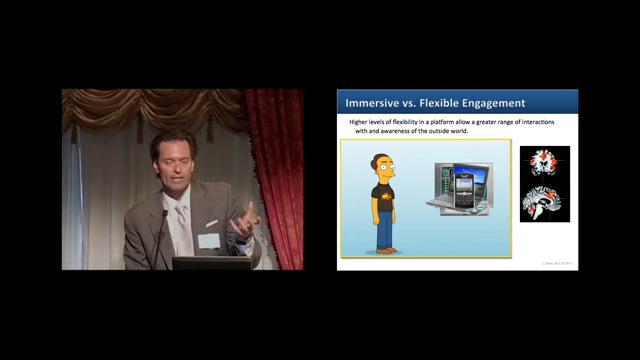 Immersive vs. Flexible Engagement
Higher levels of flexibility in a platform allow a greater range of interactions
with and awareness of the outside world.